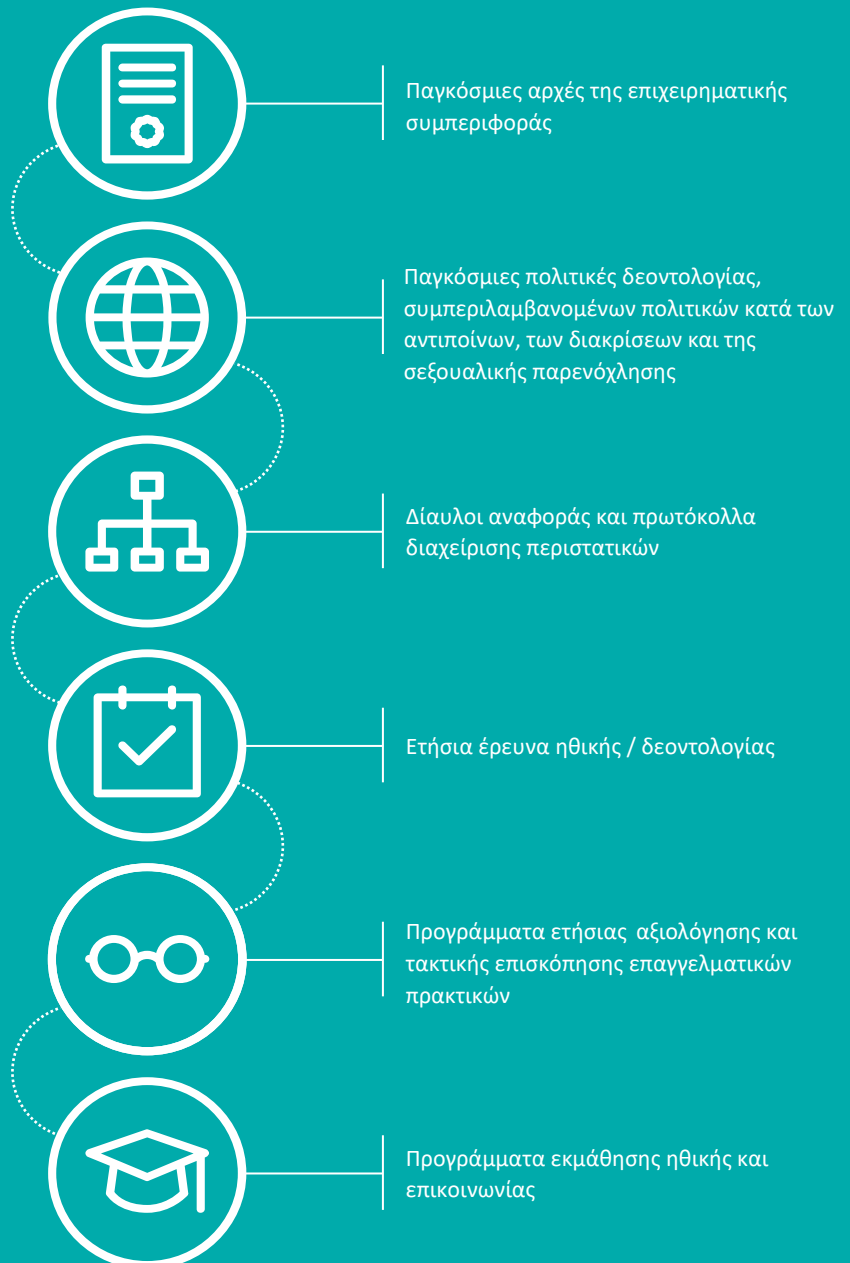 Παγκόσμιες αρχές της επιχειρηματικής
συμπεριφοράς
Παγκόσμιες πολιτικές δεοντολογίας,
συμπεριλαμβανομένων πολιτικών κατά των
αντιποίνων, των διακρίσεων και της
σεξουαλικής παρενόχλησης
Δίαυλοι αναφοράς και πρωτόκολλα
διαχείρισης περιστατικών
Ετήσια έρευνα ηθικής / δεοντολογίας
Προγράμματα ετήσιας αξιολόγησης και
τακτικής επισκόπησης επαγγελματικών
πρακτικών
Προγράμματα εκμάθησης ηθικής και
επικοινωνίας